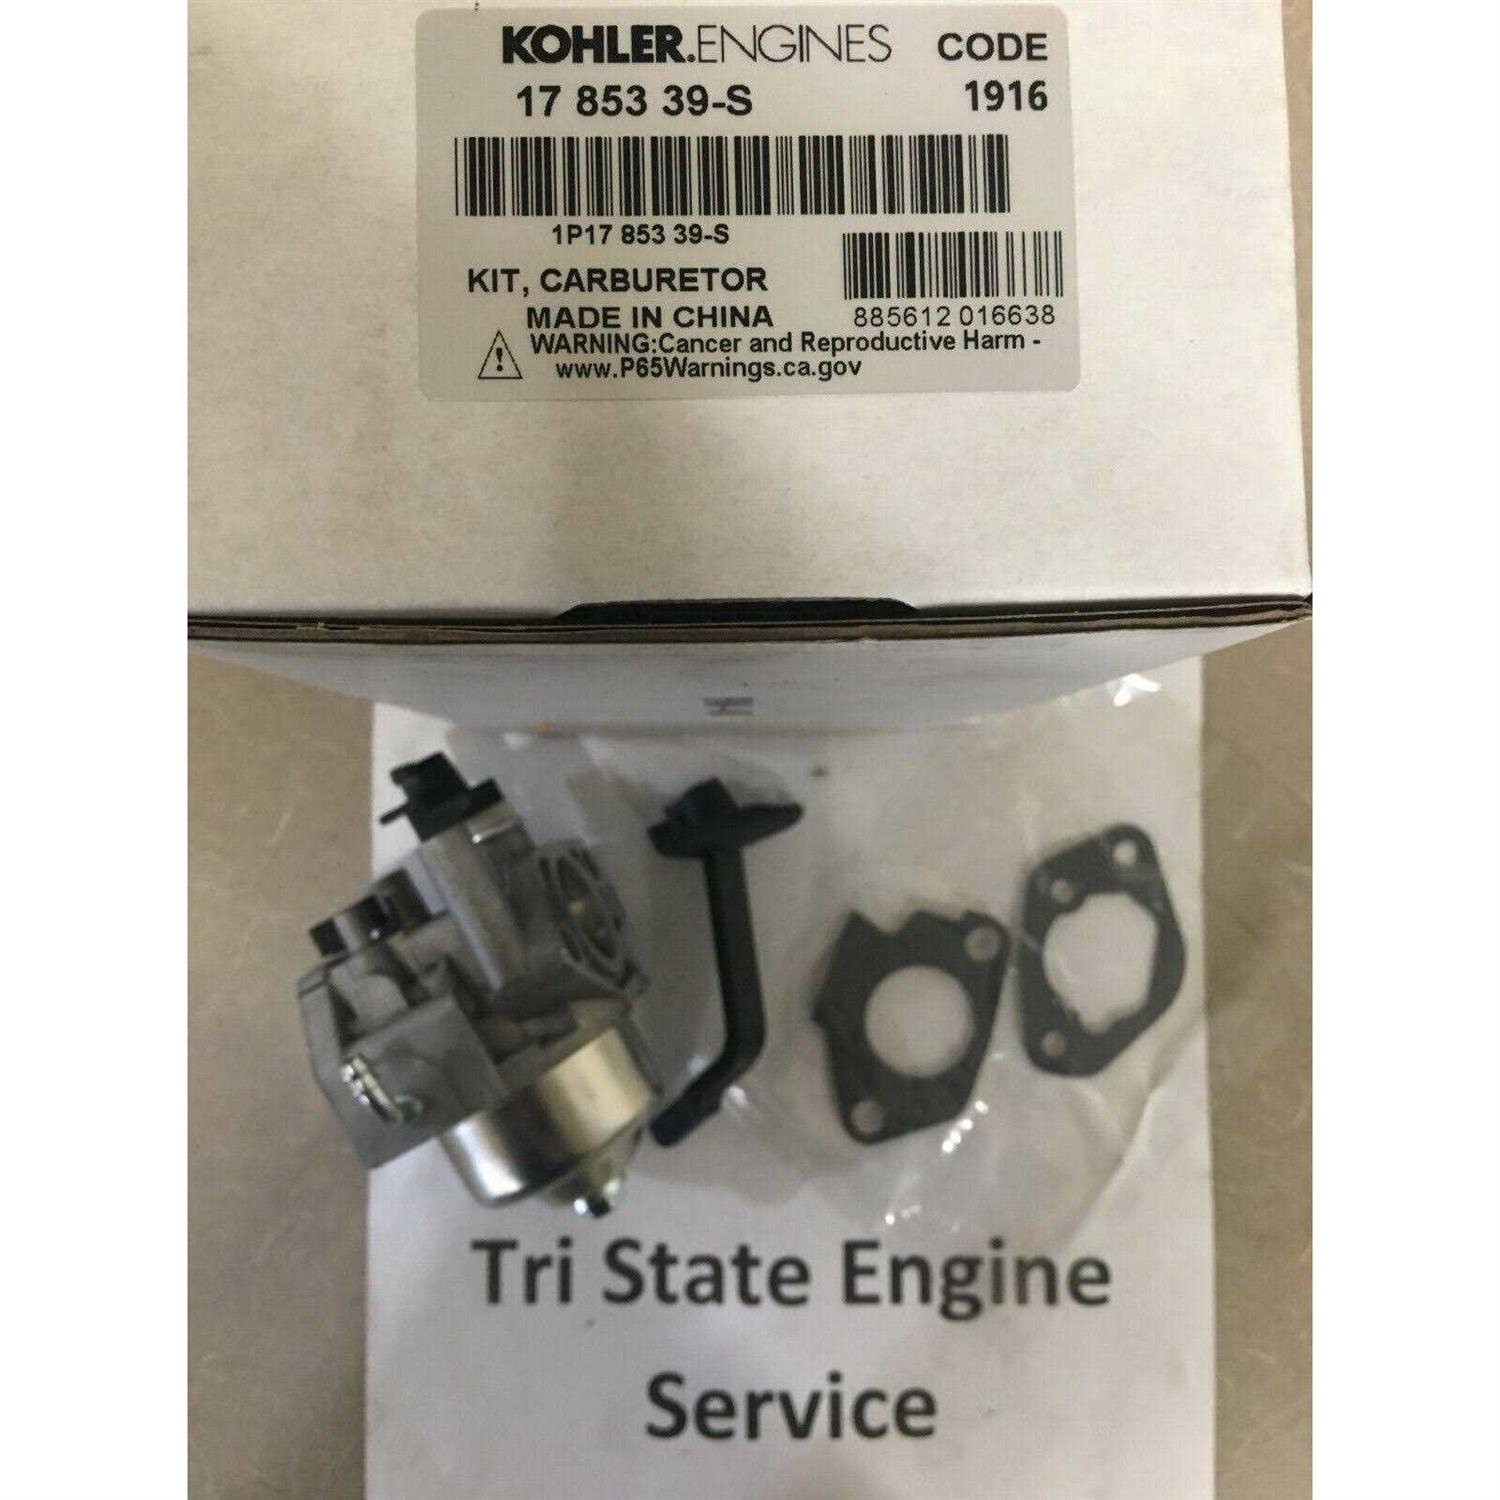 KOHLER.ENGINES CODE
17 853 39-S 1916
1P17 853 39-S
KIT, CARBURETOR
MADE IN CHINA 885612 016638
WARNING:Cancer and Reproductive Harm -
www.P65Warnings.ca.gov
Tri State Engine
Service